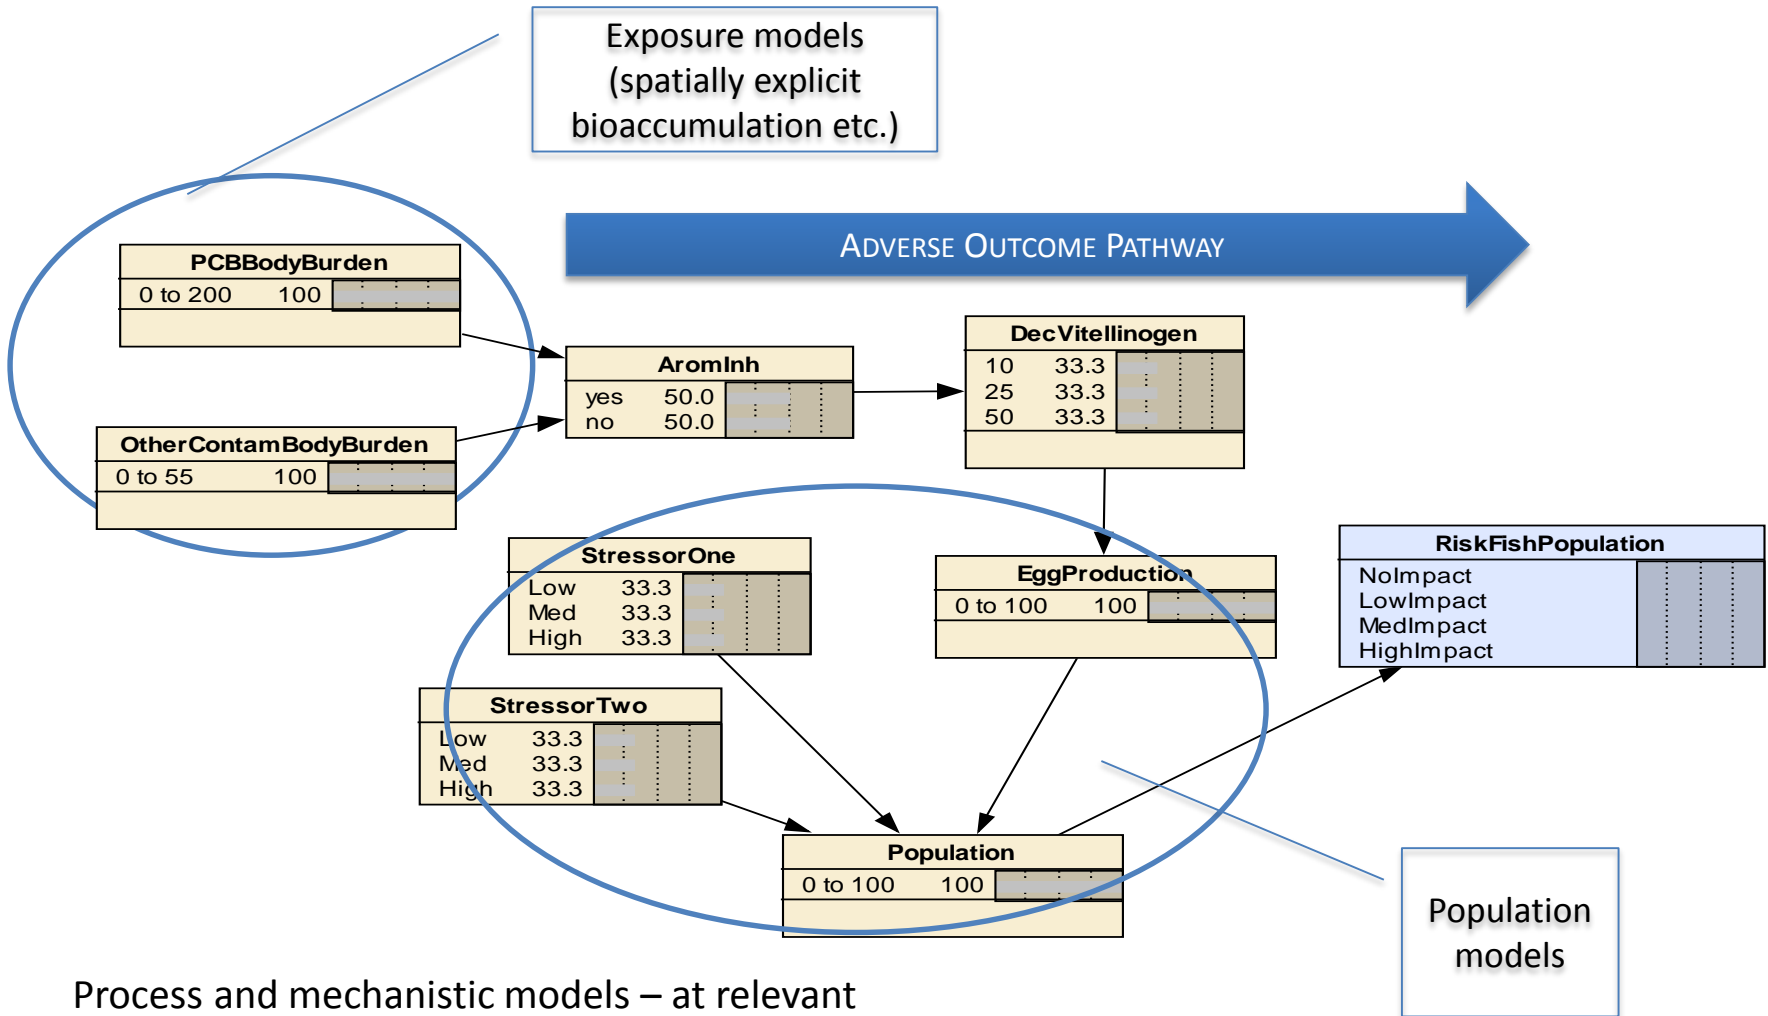 Exposure models
(spatially explicit
bioaccumulation etc.)
ADVERSE OUTCOME PATHWAY
PCBBodyBurden
0 to 200 100
AromInh
yes 50.0
no 50.0
DecVitellinogen
10 33.3
25 33.3
50 33.3
OtherContamBodyBurden
0 to 55 100
StressorOne
Low 33.3
Med 33.3
High 33.3
EggProduction
0 to 100 100
RiskFishPopulation
NoImpact
LowImpact
MedImpact
HighImpact
StressorTwo
Low 33.3
Med 33.3
High 33.3
Population
0 to 100 100
Population
models
Process and mechanistic models – at relevant